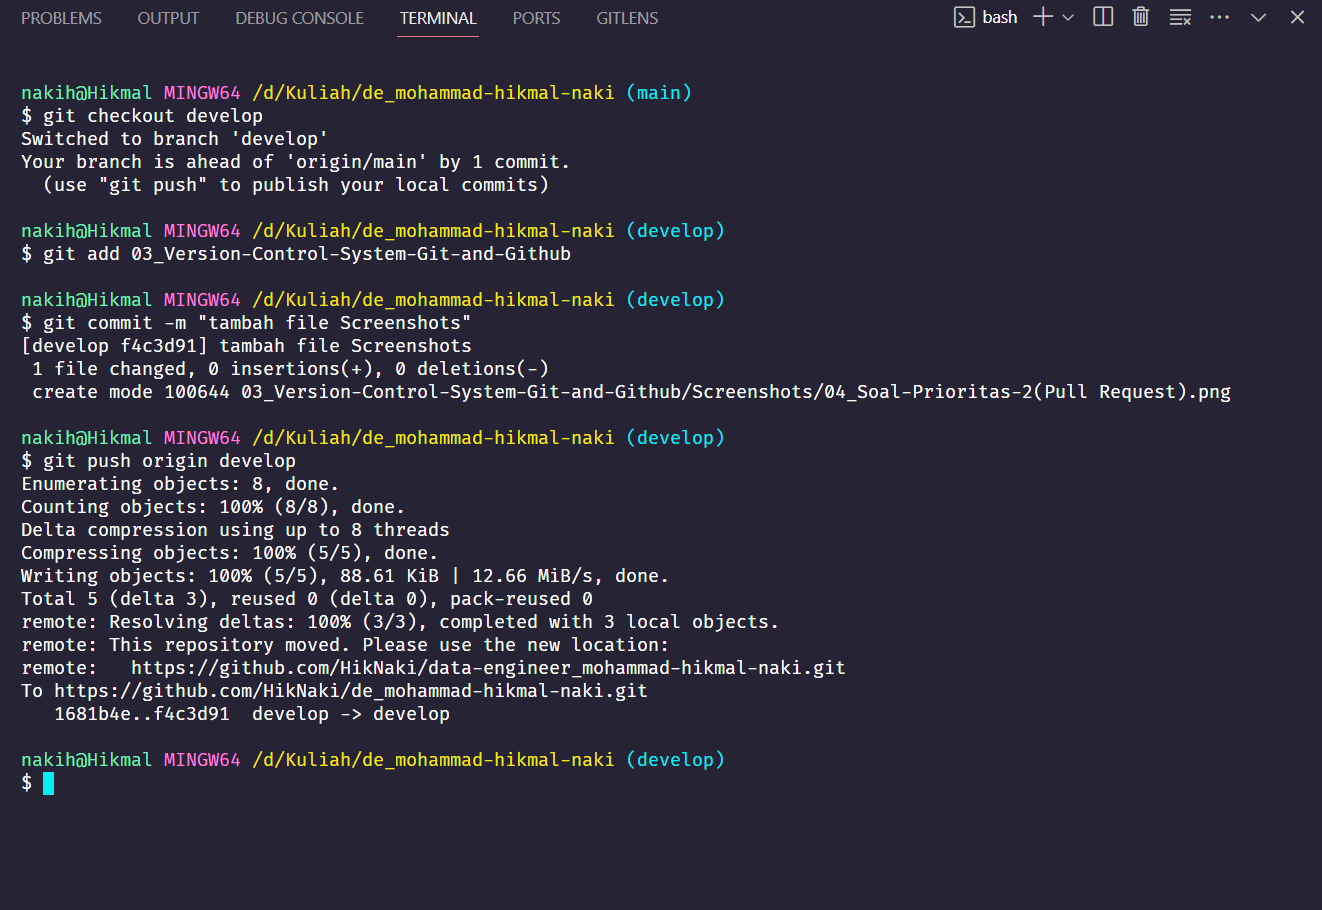 PROBLEMS OUTPUT DEBUG CONSOLE TERMINAL PORTS GITLENS bash
nakih@Hikmal MINGW64 /d/Kuliah/de_mohammad-hikmal-naki (main)
$ git checkout develop
Switched to branch 'develop'
Your branch is ahead of 'origin/main' by 1 commit.
  (use "git push" to publish your local commits)
nakih@Hikmal MINGW64 /d/Kuliah/de_mohammad-hikmal-naki (develop)
$ git add 03_Version-Control-System-Git-and-Github
nakih@Hikmal MINGW64 /d/Kuliah/de_mohammad-hikmal-naki (develop)
$ git commit -m "tambah file Screenshots"
[develop f4c3d91] tambah file Screenshots
 1 file changed, 0 insertions(+), 0 deletions(-)
 create mode 100644 03_Version-Control-System-Git-and-Github/Screenshots/04_Soal-Prioritas-2(Pull Request).png
nakih@Hikmal MINGW64 /d/Kuliah/de_mohammad-hikmal-naki (develop)
$ git push origin develop
Enumerating objects: 8, done.
Counting objects: 100% (8/8), done.
Delta compression using up to 8 threads
Compressing objects: 100% (5/5), done.
Writing objects: 100% (5/5), 88.61 KiB | 12.66 MiB/s, done.
Total 5 (delta 3), reused 0 (delta 0), pack-reused 0
remote: Resolving deltas: 100% (3/3), completed with 3 local objects.
remote: This repository moved. Please use the new location:
remote:   https://github.com/HikNaki/data-engineer_mohammad-hikmal-naki.git
To https://github.com/HikNaki/de_mohammad-hikmal-naki.git
   1681b4e..f4c3d91  develop -> develop
nakih@Hikmal MINGW64 /d/Kuliah/de_mohammad-hikmal-naki (develop)
$